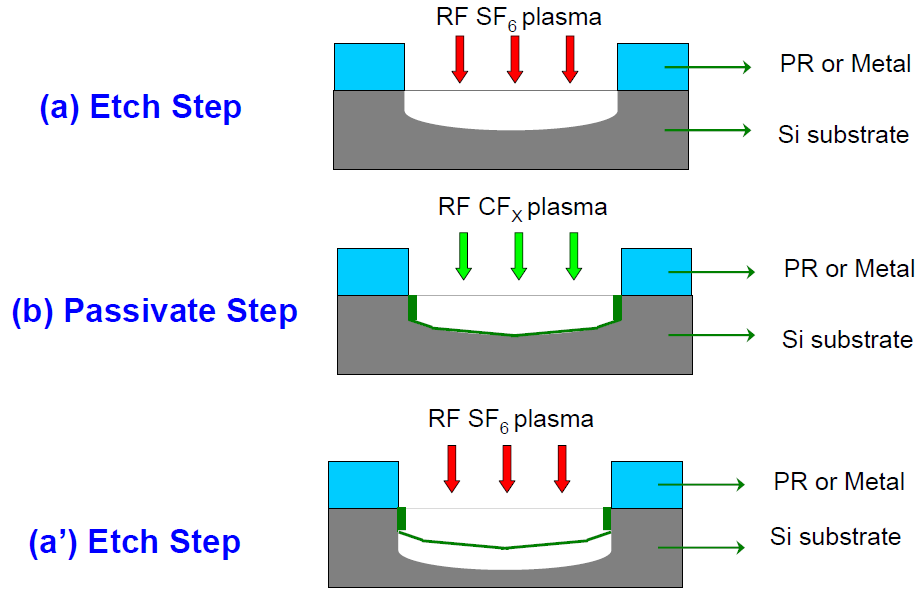 RF SF6 plasma
PR or Metal
(a) Etch Step
Si substrate
RF CFX plasma
PR or Metal
(b) Passivate Step
Si substrate
RF SF6 plasma
PR or Metal
(a’) Etch Step
Si substrate